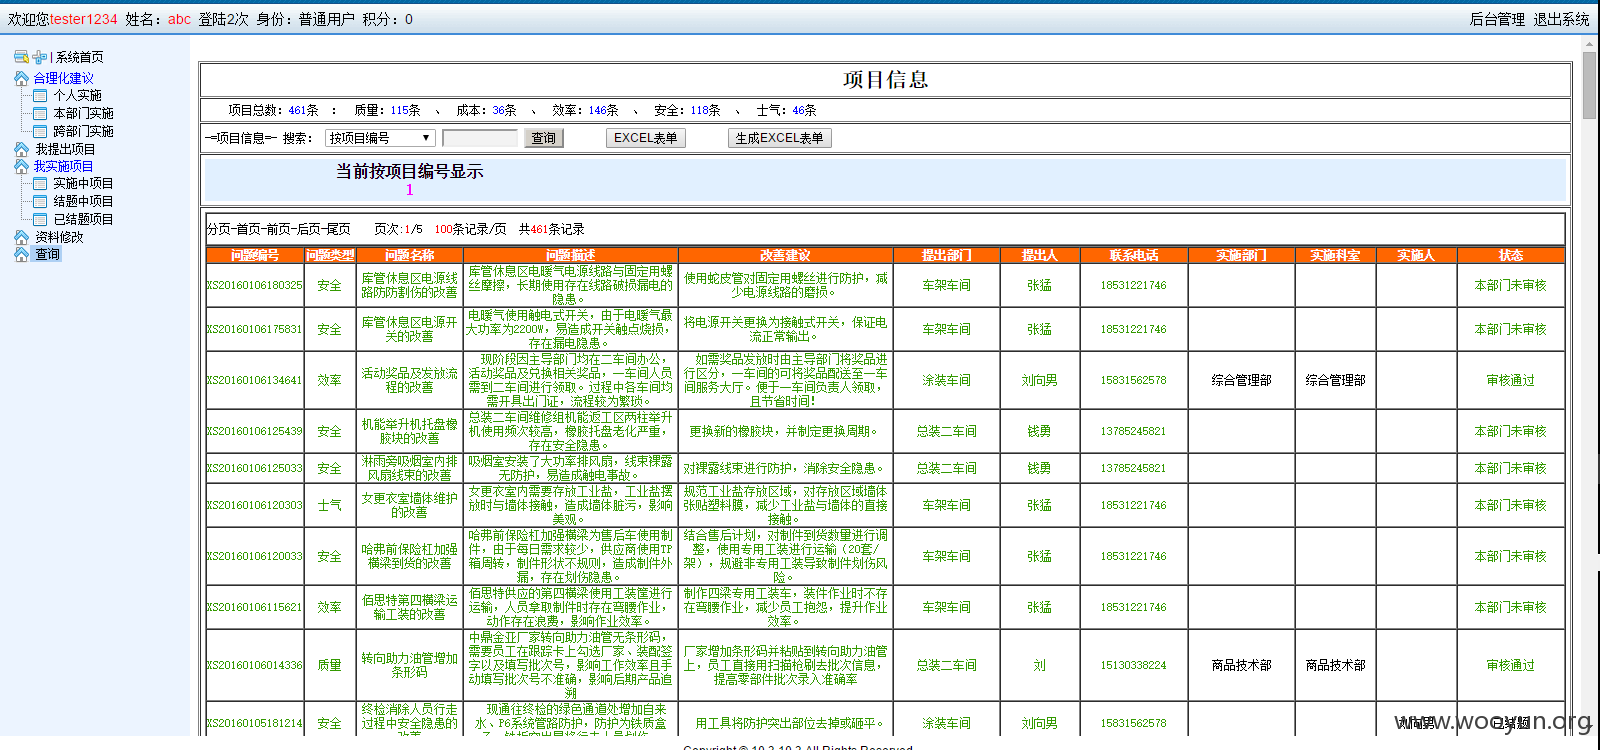 欢迎您tester1234 姓名：abc 登陆2次 身份：普通用户 积分：0
后台管理 退出系统
| 系统首页
合理化建议
个人实施
本部门实施
跨部门实施
我提出项目
我实施项目
实施中项目
结题中项目
已结题项目
资料修改
查询
项目信息
项目总数：461条 ： 质量：115条 、 成本：36条 、 效率：146条 、 安全：118条 、 士气：46条
-=项目信息=- 搜索： 按项目编号 查询 EXCEL表单 生成EXCEL表单
当前按项目编号显示
1
分页-首页-前页-后页-尾页 页次:1/5 100条记录/页 共461条记录
问题编号 问题类型 问题名称 问题描述 改善建议 提出部门 提出人 联系电话 实施部门 实施科室 实施人 状态
XS20160106180325 安全 库管休息区电源线路防防割伤的改善 库管休息区电暖气电源线路与固定用螺丝摩擦，长期使用存在线路破损漏电的隐患。 使用蛇皮管对固定用螺丝进行防护，减少电源线路的磨损。 车架车间 张猛 18531221746 本部门未审核
XS20160106175831 安全 库管休息区电源开关的改善 电暖气使用触电式开关，由于电暖气最大功率为2200W，易造成开关触点烧损，存在漏电隐患。 将电源开关更换为接触式开关，保证电流正常输出。 车架车间 张猛 18531221746 本部门未审核
XS20160106134641 效率 活动奖品及发放流程的改善 现阶段因主导部门均在二车间办公，活动奖品及兑换相关奖品，一车间人员需到二车间进行领取。过程中各车间均需开具出门证，流程较为繁琐。 如需奖品发放时由主导部门将奖品进行区分，一车间的可将奖品配送至一车间服务大厅。便于一车间负责人领取，且节省时间！ 涂装车间 刘向男 15831562578 综合管理部 综合管理部 审核通过
XS20160106125439 安全 机能举升机托盘橡胶块的改善 总装二车间维修组机能返工区两柱举升机使用频次较高，橡胶托盘老化严重，存在安全隐患。 更换新的橡胶块，并制定更换周期。 总装二车间 钱勇 13785245821 本部门未审核
XS20160106125033 安全 淋雨旁吸烟室内排风扇线束的改善 吸烟室安装了大功率排风扇，线束裸露无防护，易造成触电事故。 对裸露线束进行防护，消除安全隐患。 总装二车间 钱勇 13785245821 本部门未审核
XS20160106120303 士气 女更衣室墙体维护的改善 女更衣室内需要存放工业盐，工业盐摆放时与墙体接触，造成墙体脏污，影响美观。 规范工业盐存放区域，对存放区域墙体张贴塑料膜，减少工业盐与墙体的直接接触。 车架车间 张猛 18531221746 本部门未审核
XS20160106120033 安全 哈弗前保险杠加强横梁到货的改善 哈弗前保险杠加强横梁为售后车使用制件，由于每日需求较少，供应商使用TP箱周转，制件形状不规则，造成制件外漏，存在划伤隐患。 结合售后计划，对制件到货数量进行调整，使用专用工装进行运输（20套/架），规避非专用工装导致制件划伤风险。 车架车间 张猛 18531221746 本部门未审核
XS20160106115621 效率 佰思特第四横梁运输工装的改善 佰思特供应的第四横梁使用工装筐进行运输，人员拿取制件时存在弯腰作业，动作存在浪费，影响作业效率。 制作四梁专用工装车，装件作业时不存在弯腰作业，减少员工抱怨，提升作业效率。 车架车间 张猛 18531221746 本部门未审核
XS20160106014336 质量 转向助力油管增加条形码 中鼎金亚厂家转向助力油管无条形码，需要员工在跟踪卡上勾选厂家、装配签字以及填写批次号，影响工作效率且手动填写批次号不准确，影响后期产品追溯 厂家增加条形码并粘贴到转向助力油管上，员工直接用扫描枪刷去批次信息，提高零部件批次录入准确率 总装二车间 刘 15130338224 商品技术部 商品技术部 审核通过
XS20160105181214 安全 终检消除人员行走过程中安全隐患的 现通往终检的绿色通道处增加自来水、P6系统管路防护，防护为铁质盒 用工具将防护突出部位去掉或砸平。 涂装车间 刘向男 15831562578 刘向男 已结题
www.wooyun.org